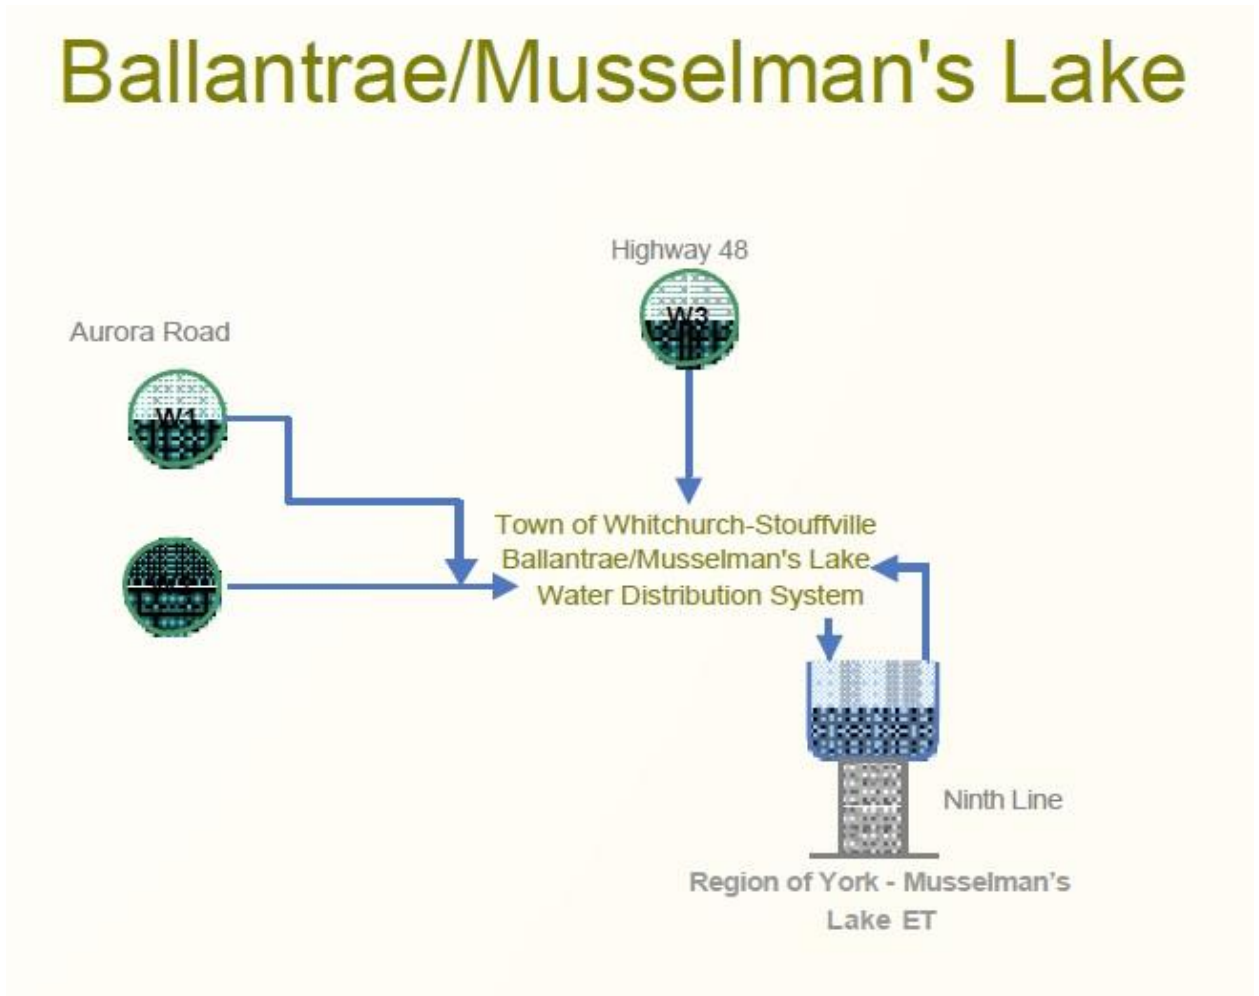 Ballantrae/Musselman's Lake
Highway 48
W3
Aurora Road
W1
Town of Whitchurch-Stouffville
Ballantrae/Musselman's Lake
Water Distribution System
Ninth Line
Region of York - Musselman's
Lake ET